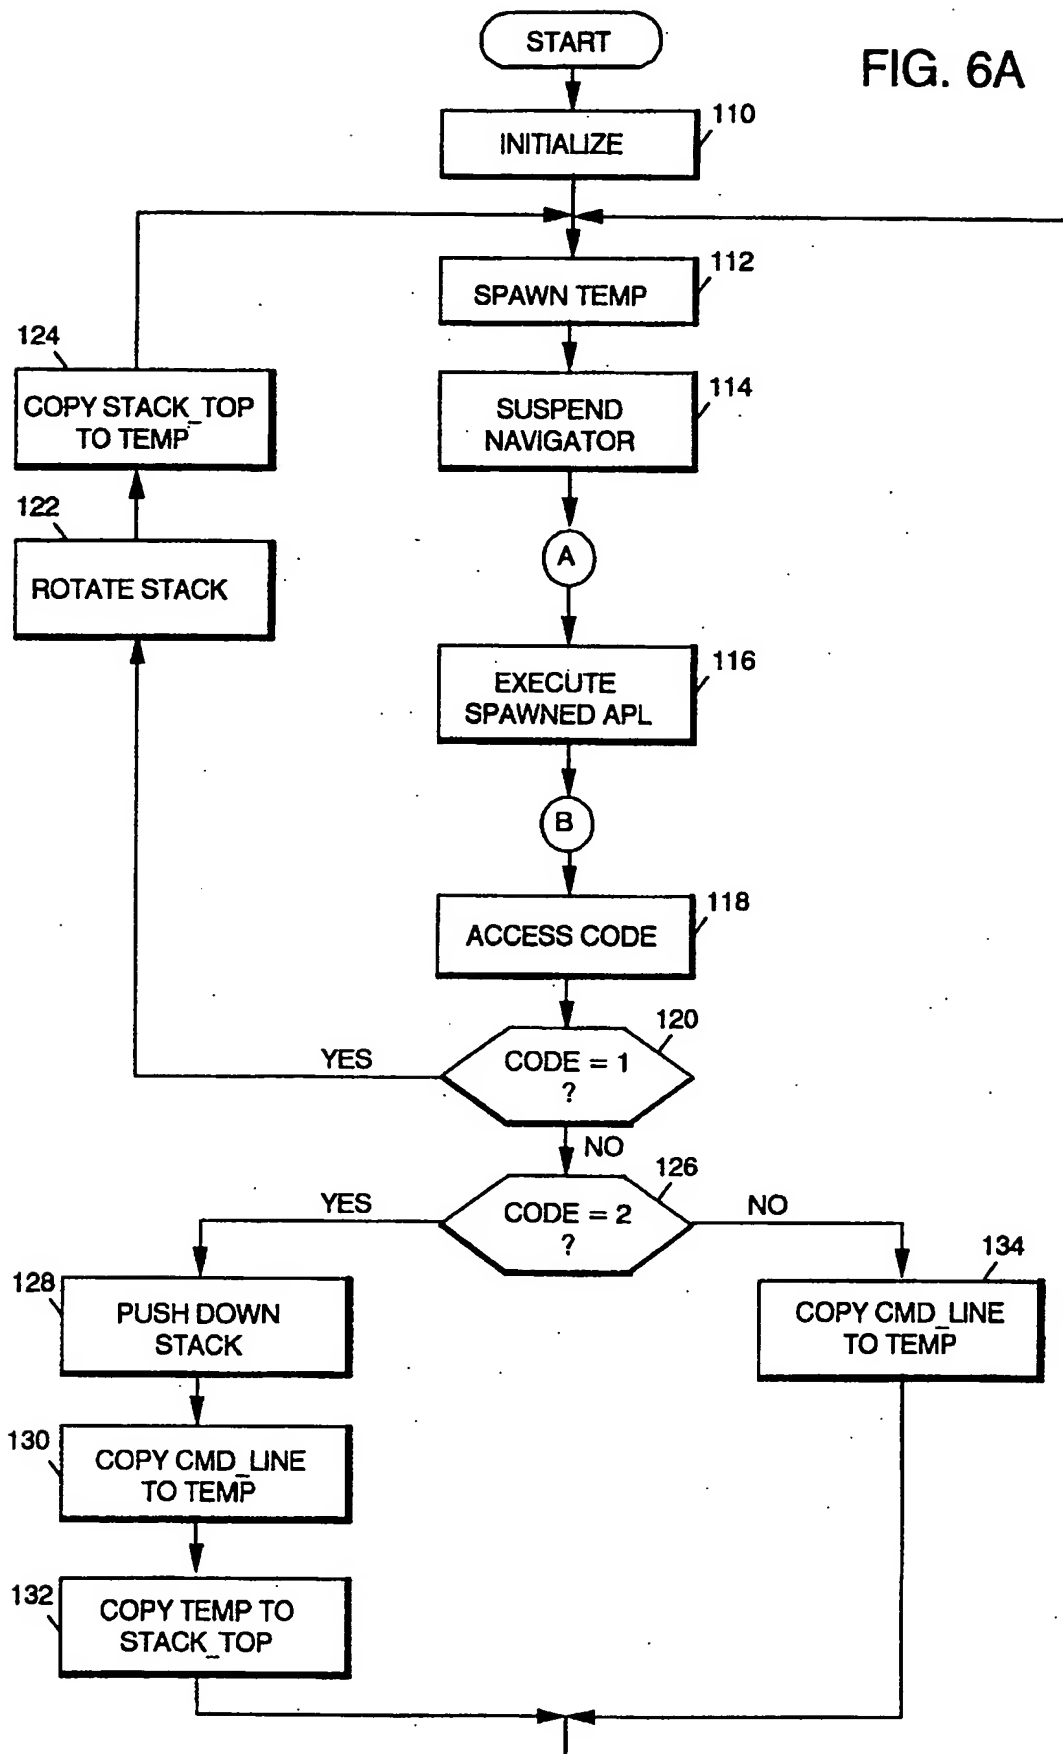 START
FIG. 6A
110
INITIALIZE
112
SPAWN TEMP
124
COPY STACK_TOP
TO TEMP
114
SUSPEND
NAVIGATOR
122
ROTATE STACK
A
116
EXECUTE
SPAWNED APL
B
118
ACCESS CODE
120
YES
CODE = 1
?
NO
126
YES
CODE = 2
?
NO
128
PUSH DOWN
STACK
134
COPY CMD_LINE
TO TEMP
130
COPY CMD_LINE
TO TEMP
132
COPY TEMP TO
STACK_TOP